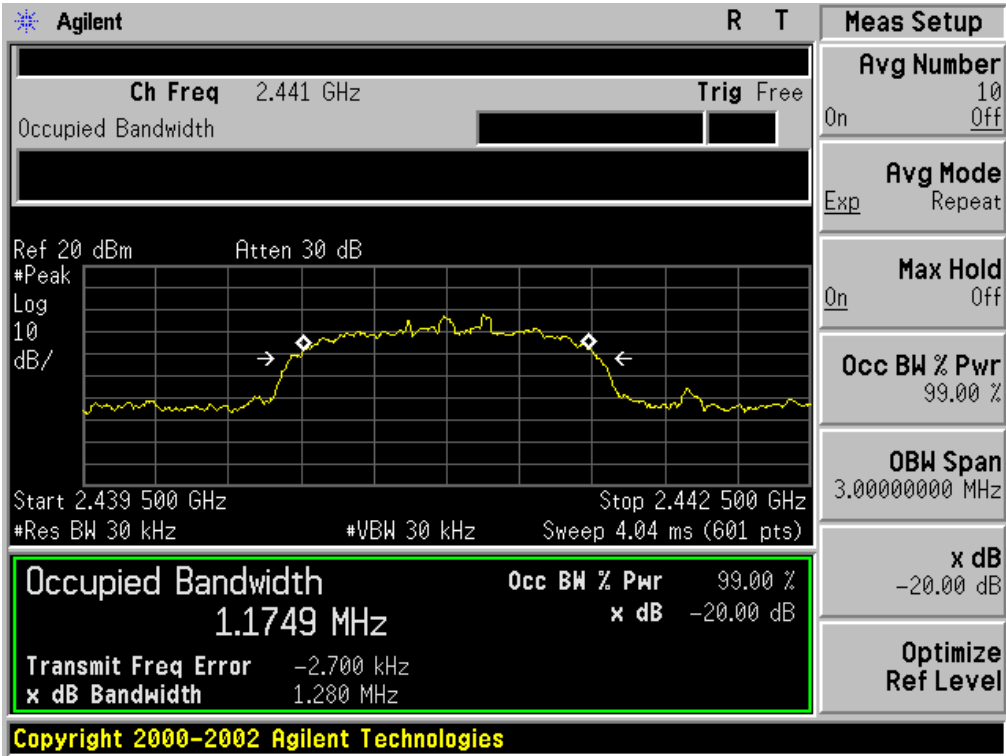 Agilent R T
Ch Freq 2.441 GHz Trig Free
Occupied Bandwidth
Ref 20 dBm Atten 30 dB
#Peak
Log
10
dB/
Start 2.439 500 GHz Stop 2.442 500 GHz
#Res BW 30 kHz #VBW 30 kHz Sweep 4.04 ms (601 pts)
Occupied Bandwidth Occ BW % Pwr 99.00 %
1.1749 MHz x dB -20.00 dB
Transmit Freq Error -2.700 kHz
x dB Bandwidth 1.280 MHz
Copyright 2000-2002 Agilent Technologies
Meas Setup
Avg Number
10
On Off
Avg Mode
Exp Repeat
Max Hold
On Off
Occ BW % Pwr
99.00 %
OBW Span
3.00000000 MHz
x dB
-20.00 dB
Optimize
Ref Level